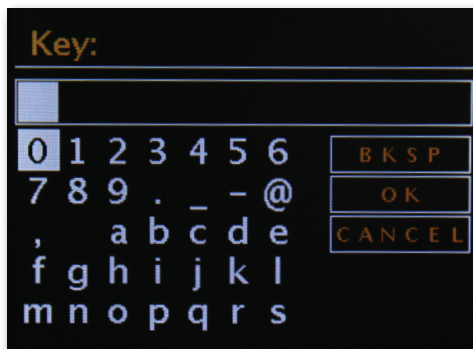 Key:
0 1 2 3 4 5 6 BKSP
7 8 9 . _ - @ OK
, a b c d e CANCEL
f g h i j k l
m n o p q r s